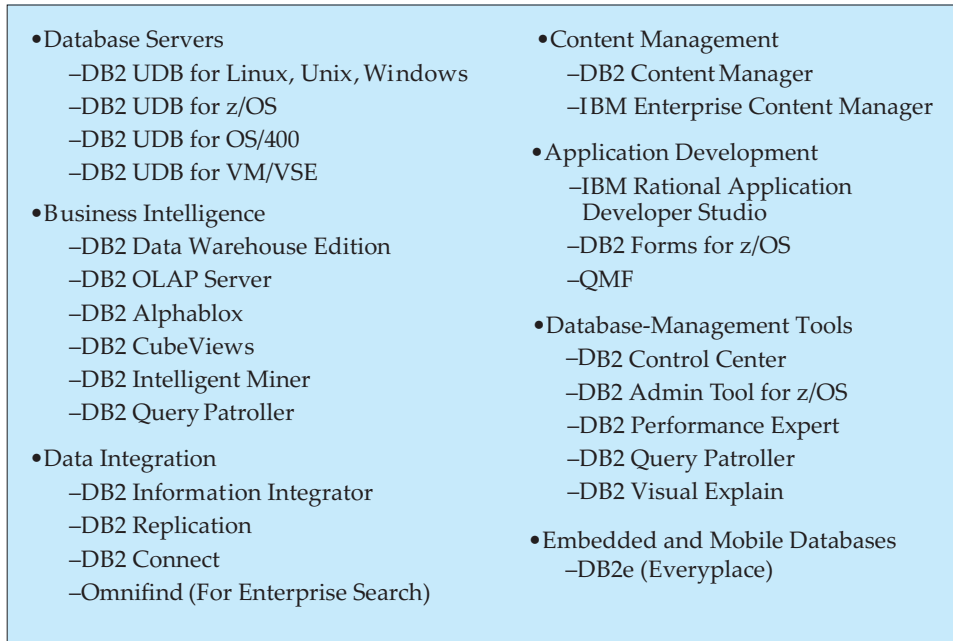 •Database Servers
–DB2 UDB for Linux, Unix, Windows
–DB2 UDB for z/OS
–DB2 UDB for OS/400
–DB2 UDB for VM/VSE
•Business Intelligence
–DB2 Data Warehouse Edition
–DB2 OLAP Server
–DB2 Alphablox
–DB2 CubeViews
–DB2 Intelligent Miner
–DB2 Query Patroller
•Data Integration
–DB2 Information Integrator
–DB2 Replication
–DB2 Connect
–Omnifind (For Enterprise Search)
•Content Management
–DB2 Content Manager
–IBM Enterprise Content Manager
•Application Development
–IBM Rational Application
Developer Studio
–DB2 Forms for z/OS
–QMF
•Database-Management Tools
–DB2 Control Center
–DB2 Admin Tool for z/OS
–DB2 Performance Expert
–DB2 Query Patroller
–DB2 Visual Explain
•Embedded and Mobile Databases
–DB2e (Everyplace)